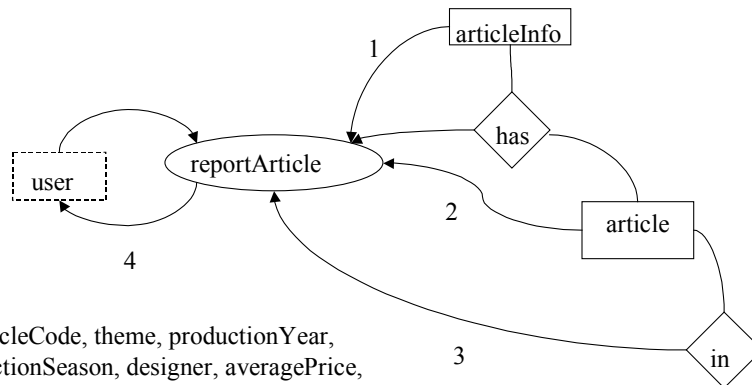 articleInfo
1
has
reportArticle
user
article
2
4
cleCode, theme, productionYear,
3
ctionSeason, designer, averagePrice,
in